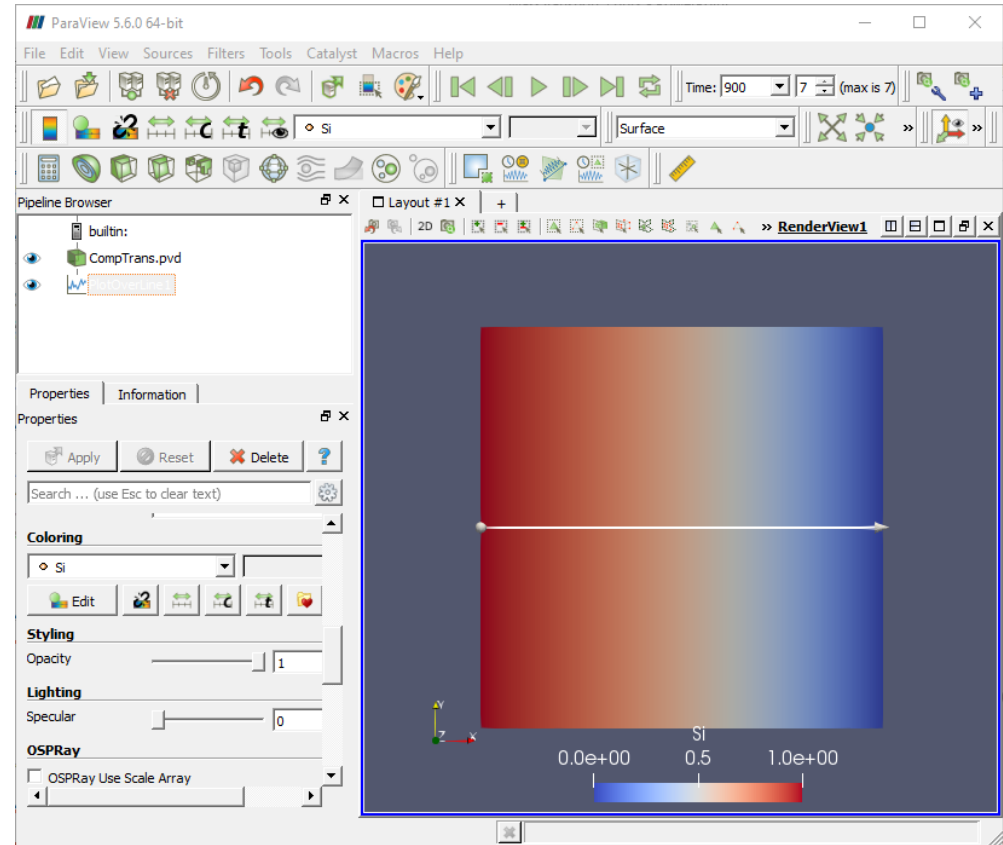 ParaView 5.6.0 64-bit
File Edit View Sources Filters Tools Catalyst Macros Help
Time: 900 7 (max is 7)
Si Surface
Pipeline Browser
builtin:
CompTrans.pvd
PlotOverLine1
Properties Information
Properties
Apply Reset Delete ?
Search ... (use Esc to clear text)
Coloring
Si
Edit
Styling
Opacity 1
Lighting
Specular 0
OSPRay
OSPRay Use Scale Array
Layout #1 X +
2D » RenderView1
Y
Z X
Si
0.0e+00 0.5 1.0e+00